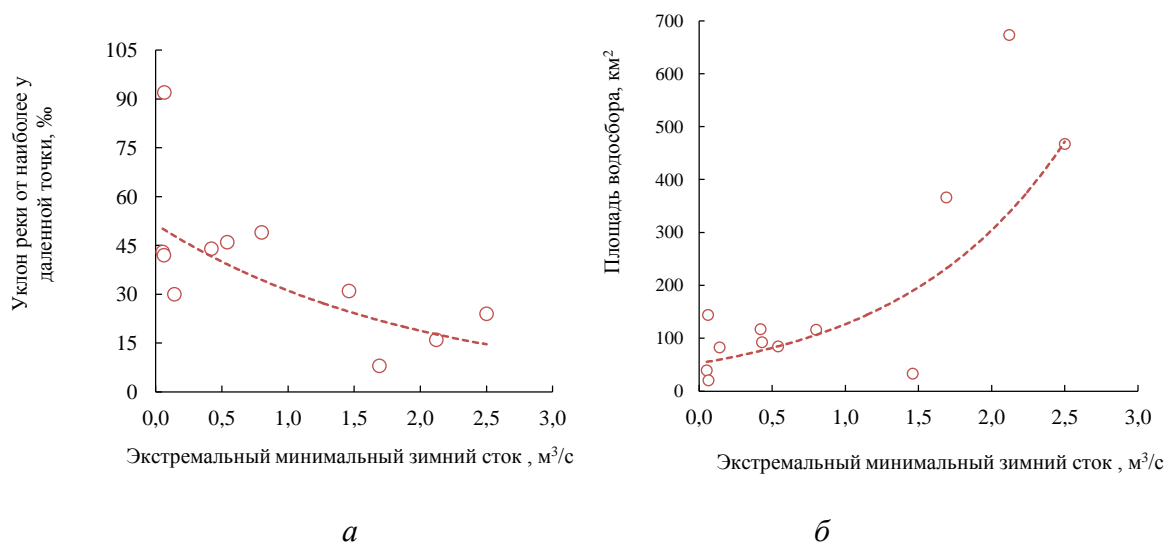 Уклон реки от наиболее у
даленной точки, ‰
105
90
75
60
45
30
15
0
0,0 0,5 1,0 1,5 2,0 2,5 3,0
Экстремальный минимальный зимний сток , м³/с
а
Площадь водосбора, км²
700
600
500
400
300
200
100
0
0,0 0,5 1,0 1,5 2,0 2,5 3,0
Экстремальный минимальный зимний сток , м³/с
б